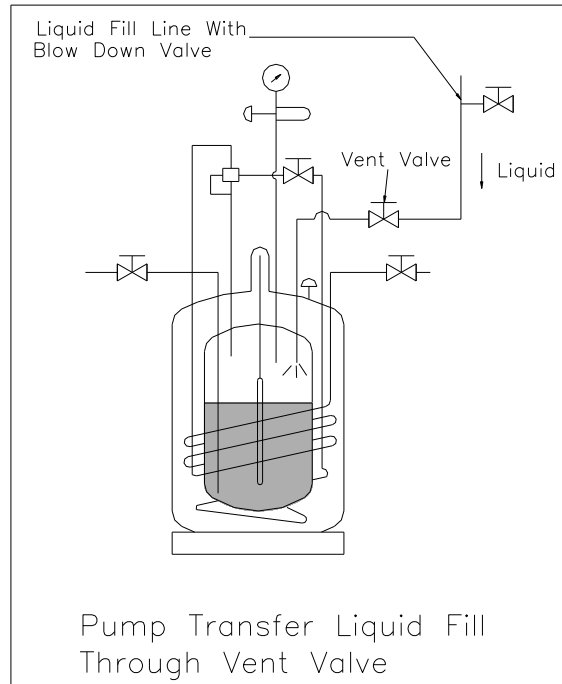 Liquid Fill Line With
Blow Down Valve
Vent Valve
Liquid
Pump Transfer Liquid Fill
Through Vent Valve